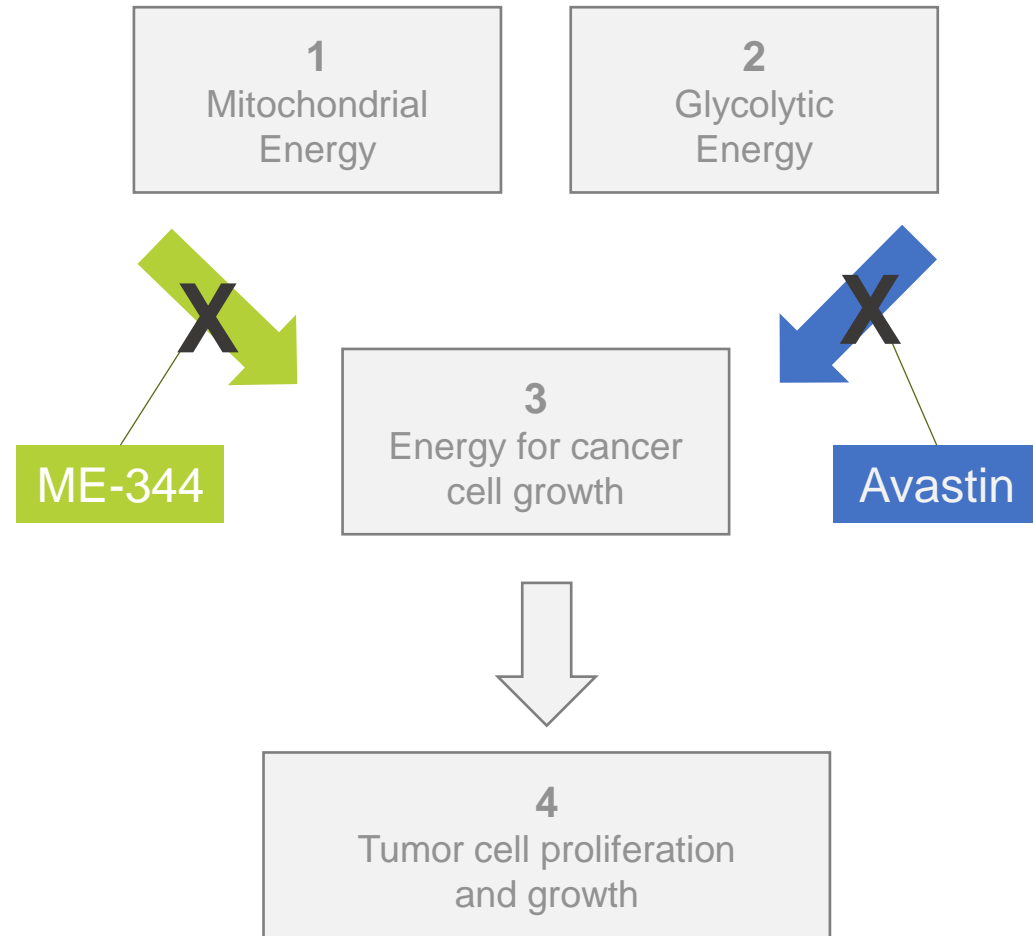 1
Mitochondrial
Energy
2
Glycolytic
Energy
X
X
3
Energy for cancer
cell growth
ME-344
Avastin
4
Tumor cell proliferation
and growth